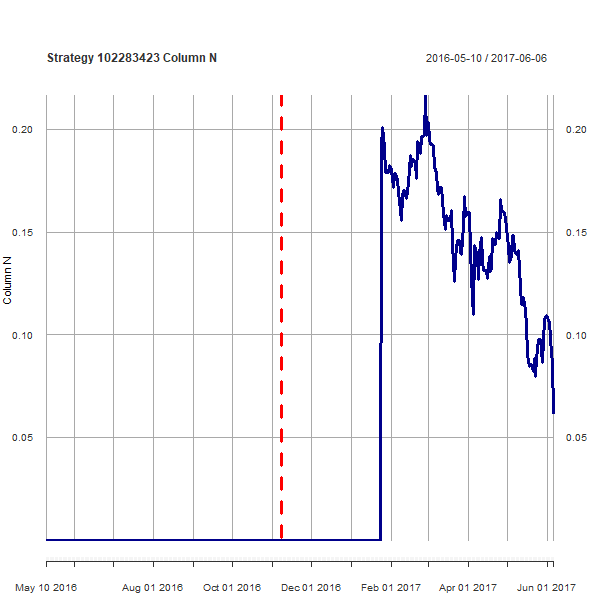 Strategy 102283423 Column N 2016-05-10 / 2017-06-06
0.20 0.20
0.15 0.15
Column N
0.10 0.10
0.05 0.05
May 10 2016 Aug 01 2016 Oct 01 2016 Dec 01 2016 Feb 01 2017 Apr 01 2017 Jun 01 2017